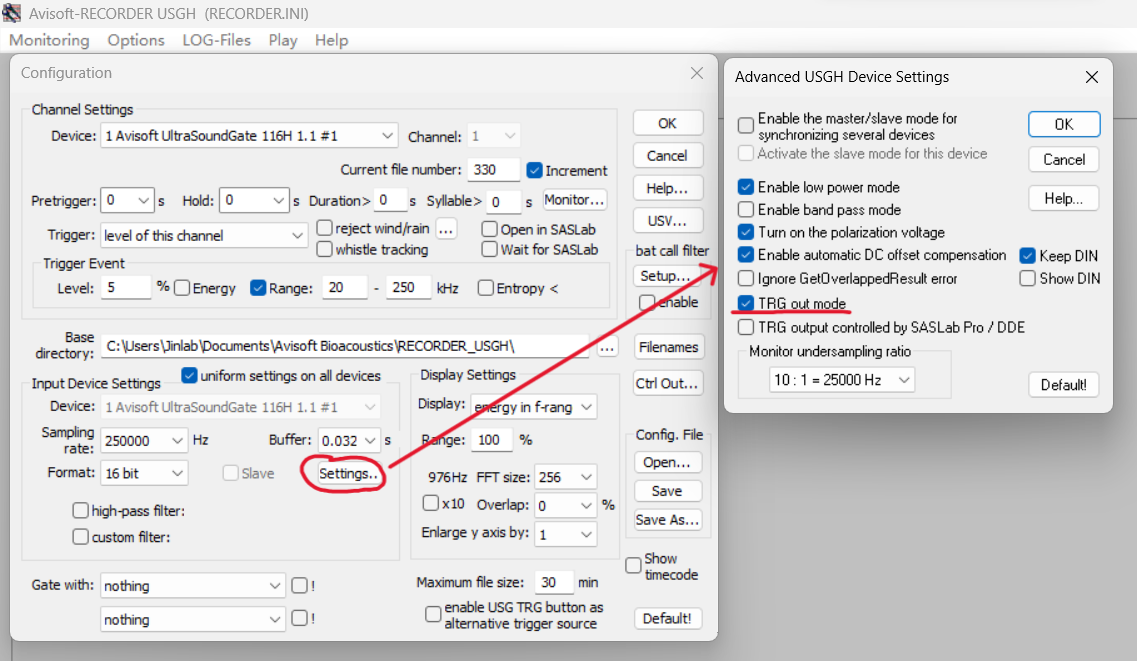 Avisoft-RECORDER USGH (RECORDER.INI)
Monitoring Options LOG-Files Play Help
Configuration
Channel Settings
Device: 1 Avisoft UltraSoundGate 116H 1.1 #1 Channel: 1
Current file number: 330 Increment
Pretrigger: 0 s Hold: 0 s Duration> 0 s Syllable> 0 s Monitor...
Trigger: level of this channel reject wind/rain ... Open in SASLab
whistle tracking Wait for SASLab
Trigger Event
Level: 5 % Energy Range: 20 - 250 kHz Entropy <
Base
directory: C:\Users\Jinlab\Documents\Avisoft Bioacoustics\RECORDER_USGH\ ...
Input Device Settings uniform settings on all devices
Device: 1 Avisoft UltraSoundGate 116H 1.1 #1
Sampling
rate: 250000 Hz Buffer: 0.032 s
Format: 16 bit Slave Settings..
high-pass filter:
custom filter:
Display Settings
Display: energy in f-rang
Range: 100 %
976Hz FFT size: 256
x10 Overlap: 0 %
Enlarge y axis by: 1
Gate with: nothing !
nothing !
Maximum file size: 30 min
enable USG TRG button as
alternative trigger source
OK
Cancel
Help...
USV...
bat call filter
Setup...
enable
Filenames
Ctrl Out...
Config. File
Open...
Save
Save As...
Show
timecode
Default!
Advanced USGH Device Settings
Enable the master/slave mode for
synchronizing several devices
Activate the slave mode for this device
Enable low power mode
Enable band pass mode
Turn on the polarization voltage
Enable automatic DC offset compensation Keep DIN
Ignore GetOverlappedResult error Show DIN
TRG out mode
TRG output controlled by SASLab Pro / DDE
Monitor undersampling ratio
10 : 1 = 25000 Hz
OK
Cancel
Help...
Default!